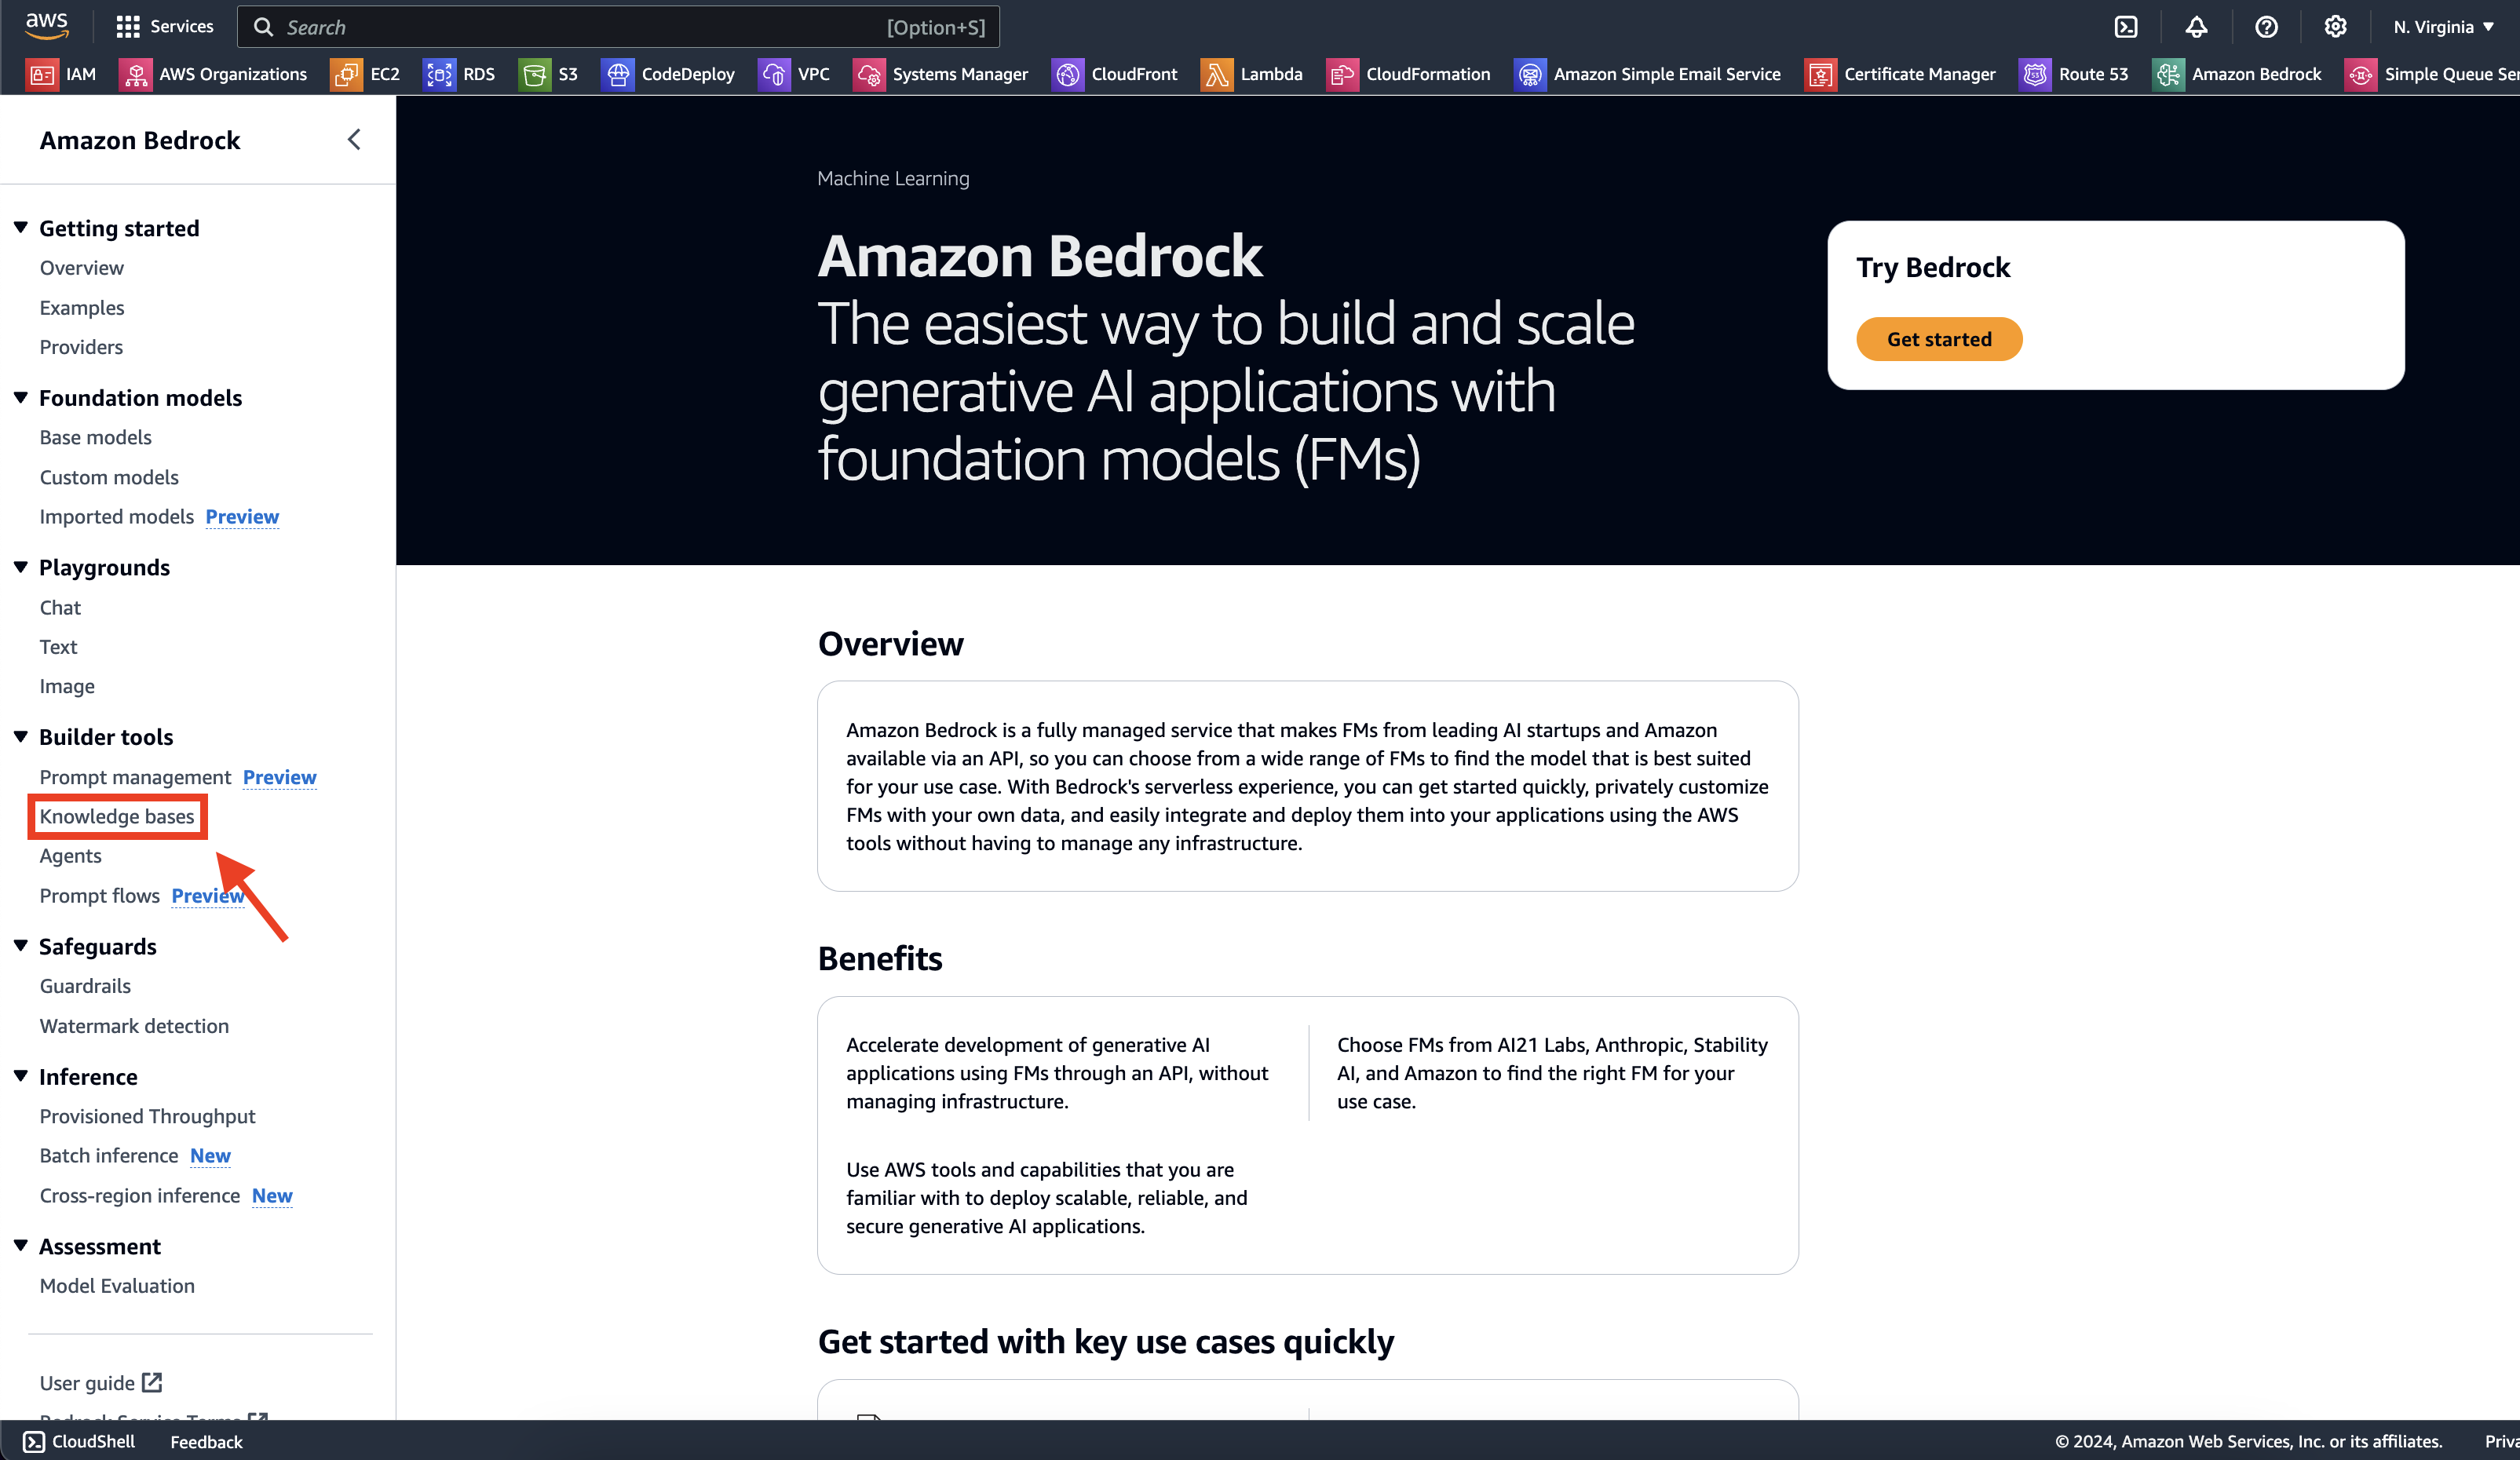 aws
Services
Search
[Option+S]
N. Virginia
IAM
AWS Organizations
EC2
RDS
S3
CodeDeploy
VPC
Systems Manager
CloudFront
Lambda
CloudFormation
Amazon Simple Email Service
Certificate Manager
Route 53
Amazon Bedrock
Simple Queue Ser
Amazon Bedrock
Getting started
Overview
Examples
Providers
Foundation models
Base models
Custom models
Imported models Preview
Playgrounds
Chat
Text
Image
Builder tools
Prompt management Preview
Knowledge bases
Agents
Prompt flows Preview
Safeguards
Guardrails
Watermark detection
Inference
Provisioned Throughput
Batch inference New
Cross-region inference New
Assessment
Model Evaluation
User guide
Bedrock Service Terms
Machine Learning
Amazon Bedrock
The easiest way to build and scale
generative AI applications with
foundation models (FMs)
Try Bedrock
Get started
Overview
Amazon Bedrock is a fully managed service that makes FMs from leading AI startups and Amazon
available via an API, so you can choose from a wide range of FMs to find the model that is best suited
for your use case. With Bedrock's serverless experience, you can get started quickly, privately customize
FMs with your own data, and easily integrate and deploy them into your applications using the AWS
tools without having to manage any infrastructure.
Benefits
Accelerate development of generative AI
applications using FMs through an API, without
managing infrastructure.
Choose FMs from AI21 Labs, Anthropic, Stability
AI, and Amazon to find the right FM for your
use case.
Use AWS tools and capabilities that you are
familiar with to deploy scalable, reliable, and
secure generative AI applications.
Get started with key use cases quickly
CloudShell
Feedback
© 2024, Amazon Web Services, Inc. or its affiliates.
Priva